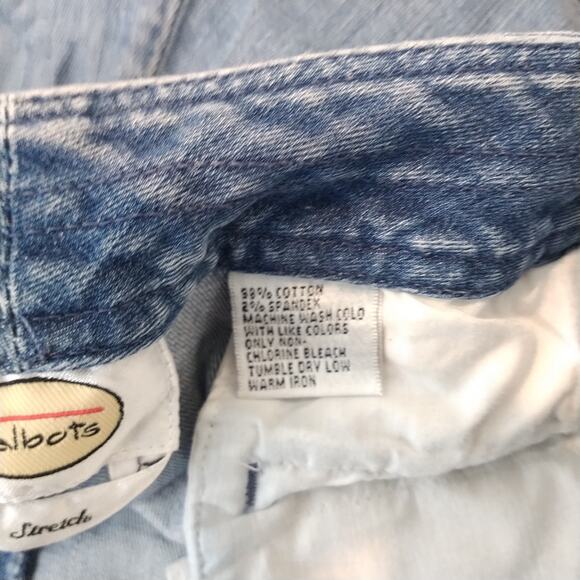 98% COTTON
2% SPANDEX
MACHINE WASH COLD
WITH LIKE COLORS
ONLY NON-
CHLORINE BLEACH
TUMBLE DRY LOW
WARM IRON
albots
Stretch